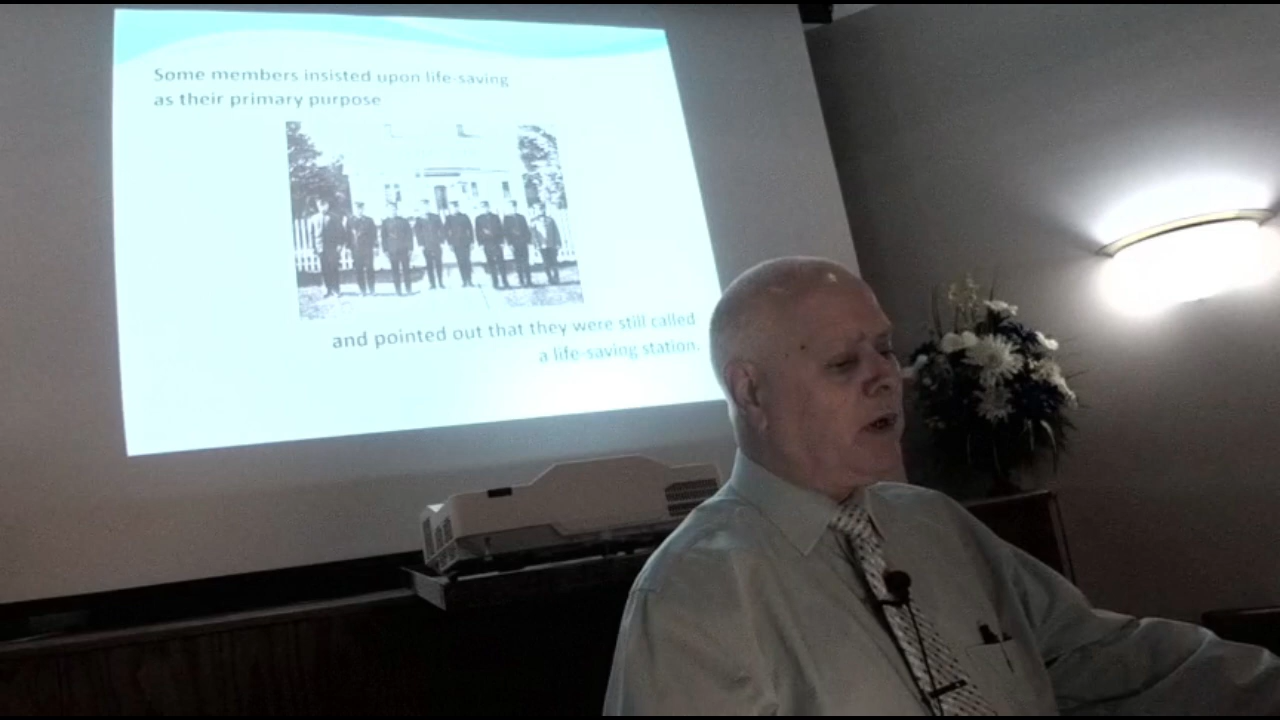 Some members insisted upon life-saving
as their primary purpose
and pointed out that they were still called
a life-saving station.